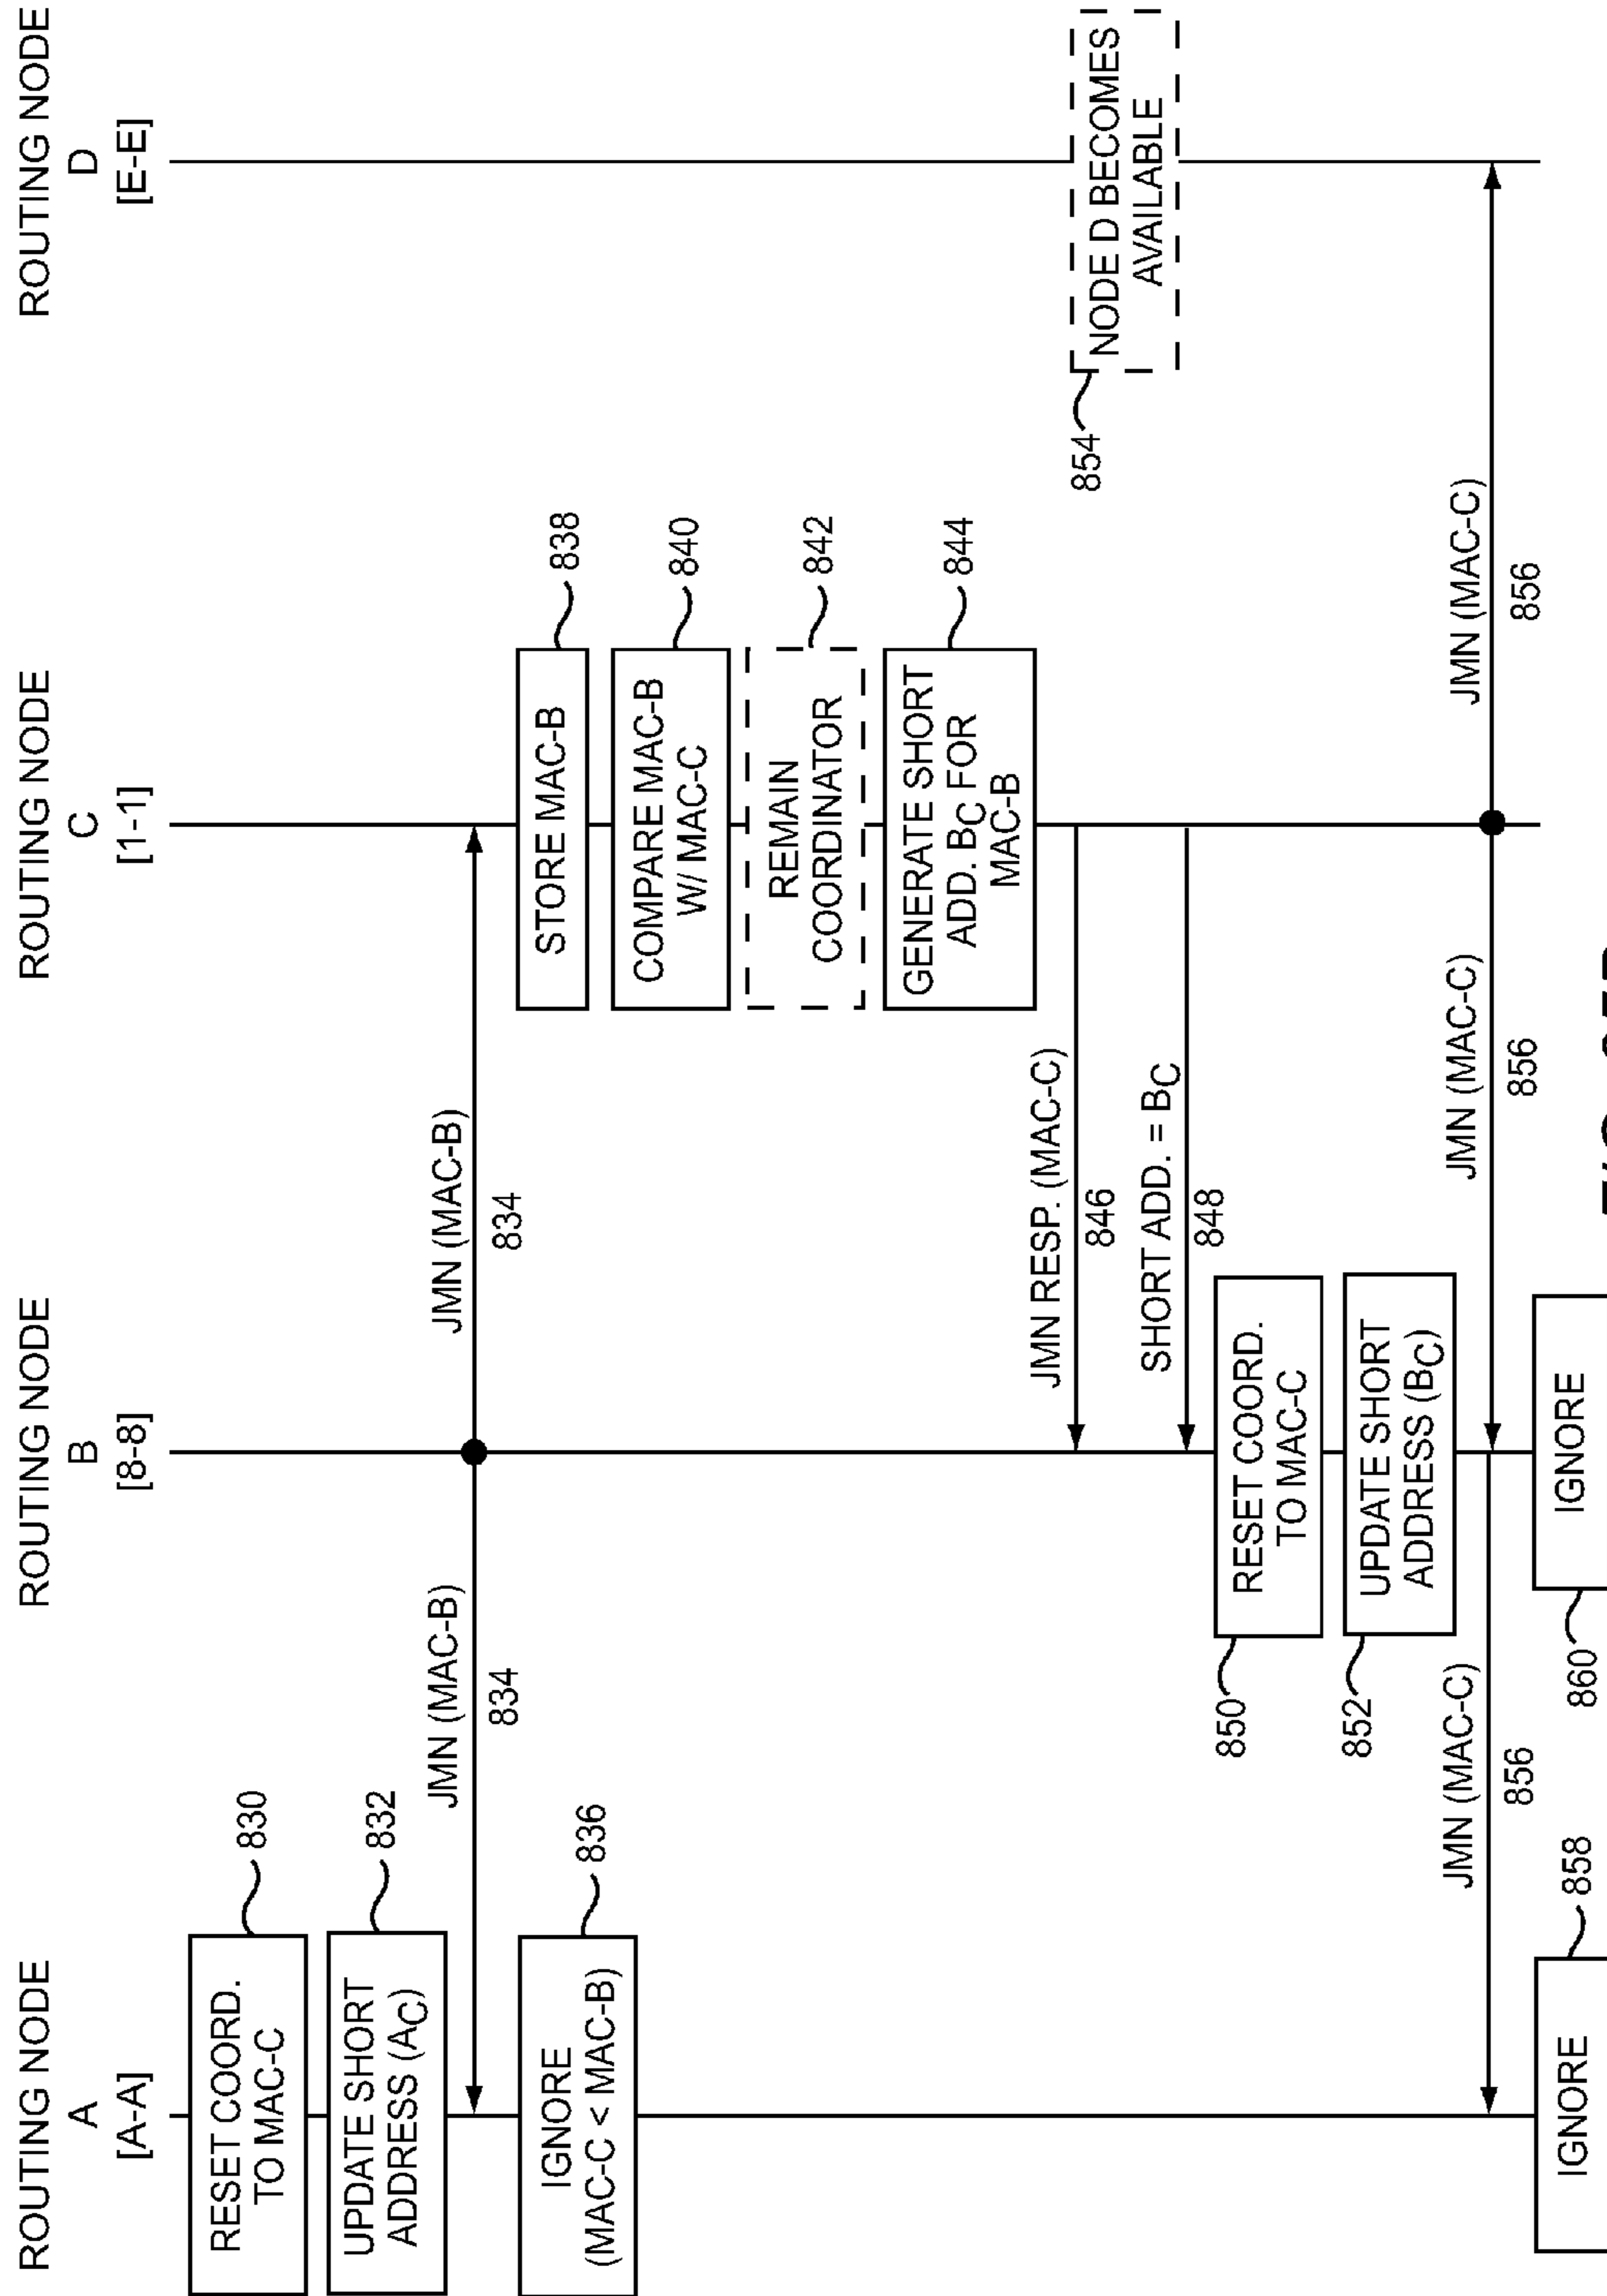 ROUTING NODE
A
[A-A]
ROUTING NODE
B
[8-8]
ROUTING NODE
C
[1-1]
ROUTING NODE
D
[E-E]
RESET COORD.
TO MAC-C
830
UPDATE SHORT
ADDRESS (AC)
832
JMN (MAC-B)
834
JMN (MAC-B)
834
IGNORE
(MAC-C < MAC-B)
836
STORE MAC-B
838
COMPARE MAC-B
W/ MAC-C
840
REMAIN
COORDINATOR
842
GENERATE SHORT
ADD. BC FOR
MAC-B
844
JMN RESP. (MAC-C)
846
SHORT ADD. = BC
848
NODE D BECOMES
AVAILABLE
854
RESET COORD.
TO MAC-C
850
UPDATE SHORT
ADDRESS (BC)
852
JMN (MAC-C)
856
JMN (MAC-C)
856
JMN (MAC-C)
856
IGNORE
858
IGNORE
860